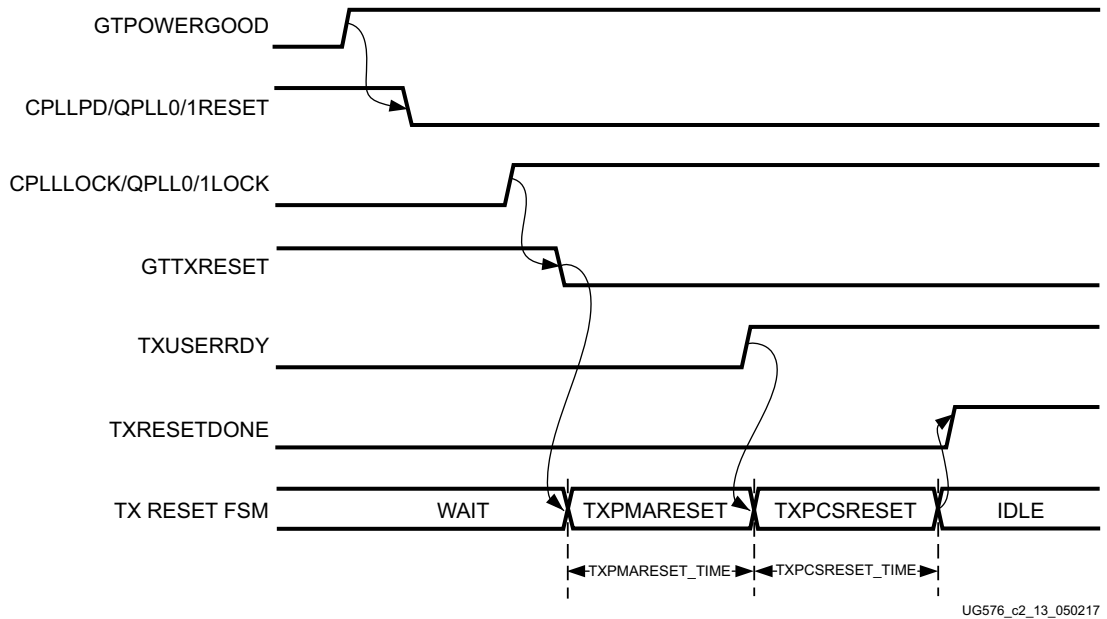 GTPOWERGOOD
CPLLPD/QPLL0/1RESET
CPLLLOCK/QPLL0/1LOCK
GTTXRESET
TXUSERRDY
TXRESETDONE
TX RESET FSM WAIT TXPMARESET TXPCSRESET IDLE
TXPMARESET_TIME TXPCSRESET_TIME
UG576_c2_13_050217